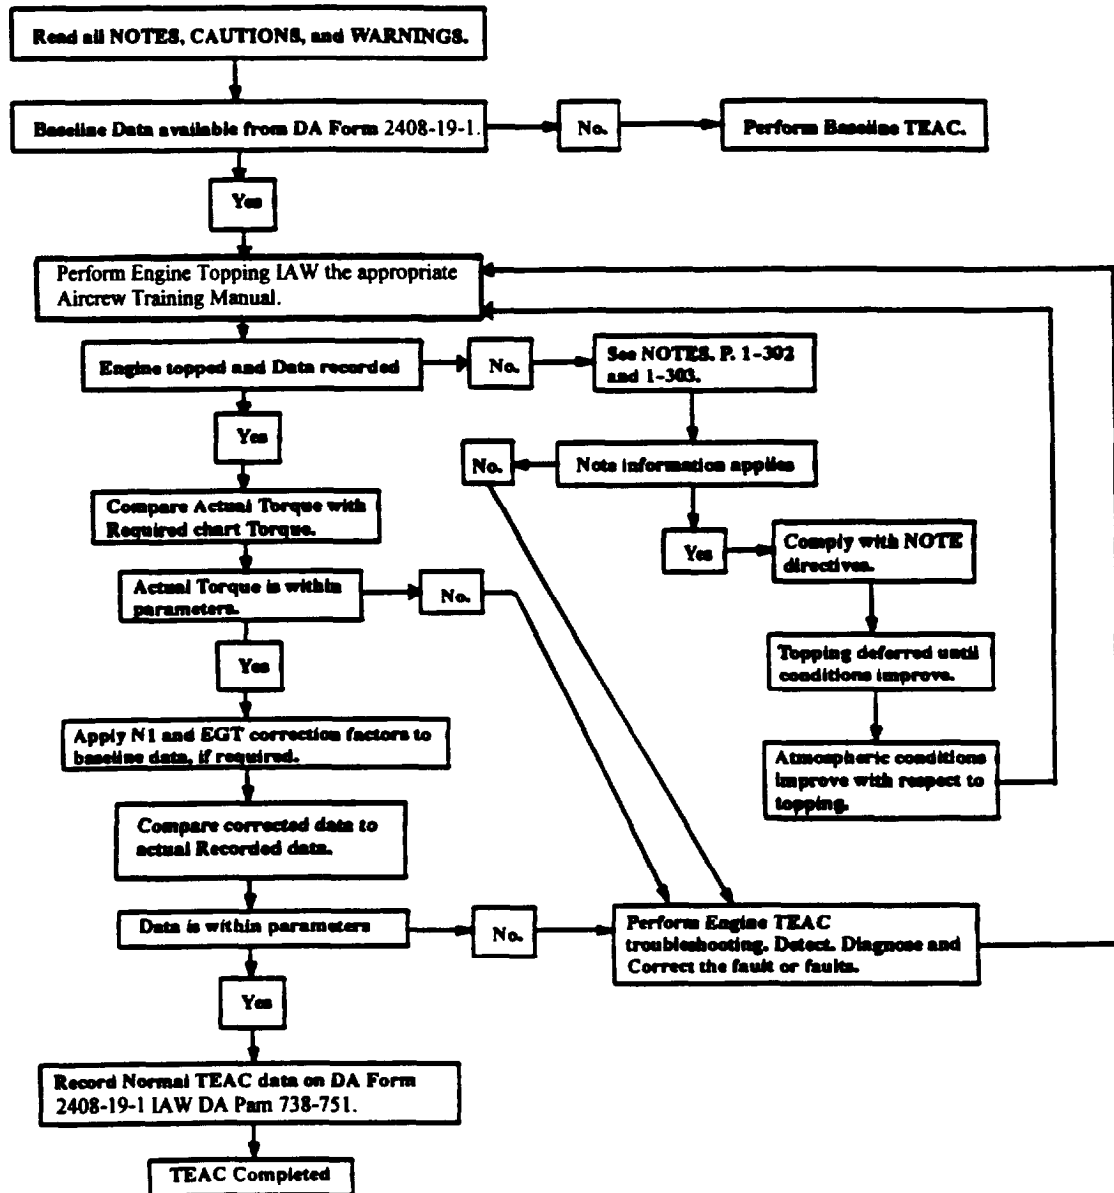 Read all NOTES, CAUTIONS, and WARNINGS.
Baseline Data available from DA Form 2408-19-1.
No.
Perform Baseline TEAC.
Yes
Perform Engine Topping IAW the appropriate
Aircrew Training Manual.
Engine topped and Data recorded
No.
See NOTES. P. 1-302
and 1-303.
Yes
No.
Note information applies
Compare Actual Torque with
Required chart Torque.
Yes
Comply with NOTE
directives.
Actual Torque is within
parameters.
No.
Yes
Topping deferred until
conditions improve.
Apply N1 and EGT correction factors to
baseline data, if required.
Atmospheric conditions
improve with respect to
topping.
Compare corrected data to
actual Recorded data.
Data is within parameters
No.
Perform Engine TEAC
troubleshooting. Detect. Diagnose and
Correct the fault or faults.
Yes
Record Normal TEAC data on DA Form
2408-19-1 IAW DA Pam 738-751.
TEAC Completed